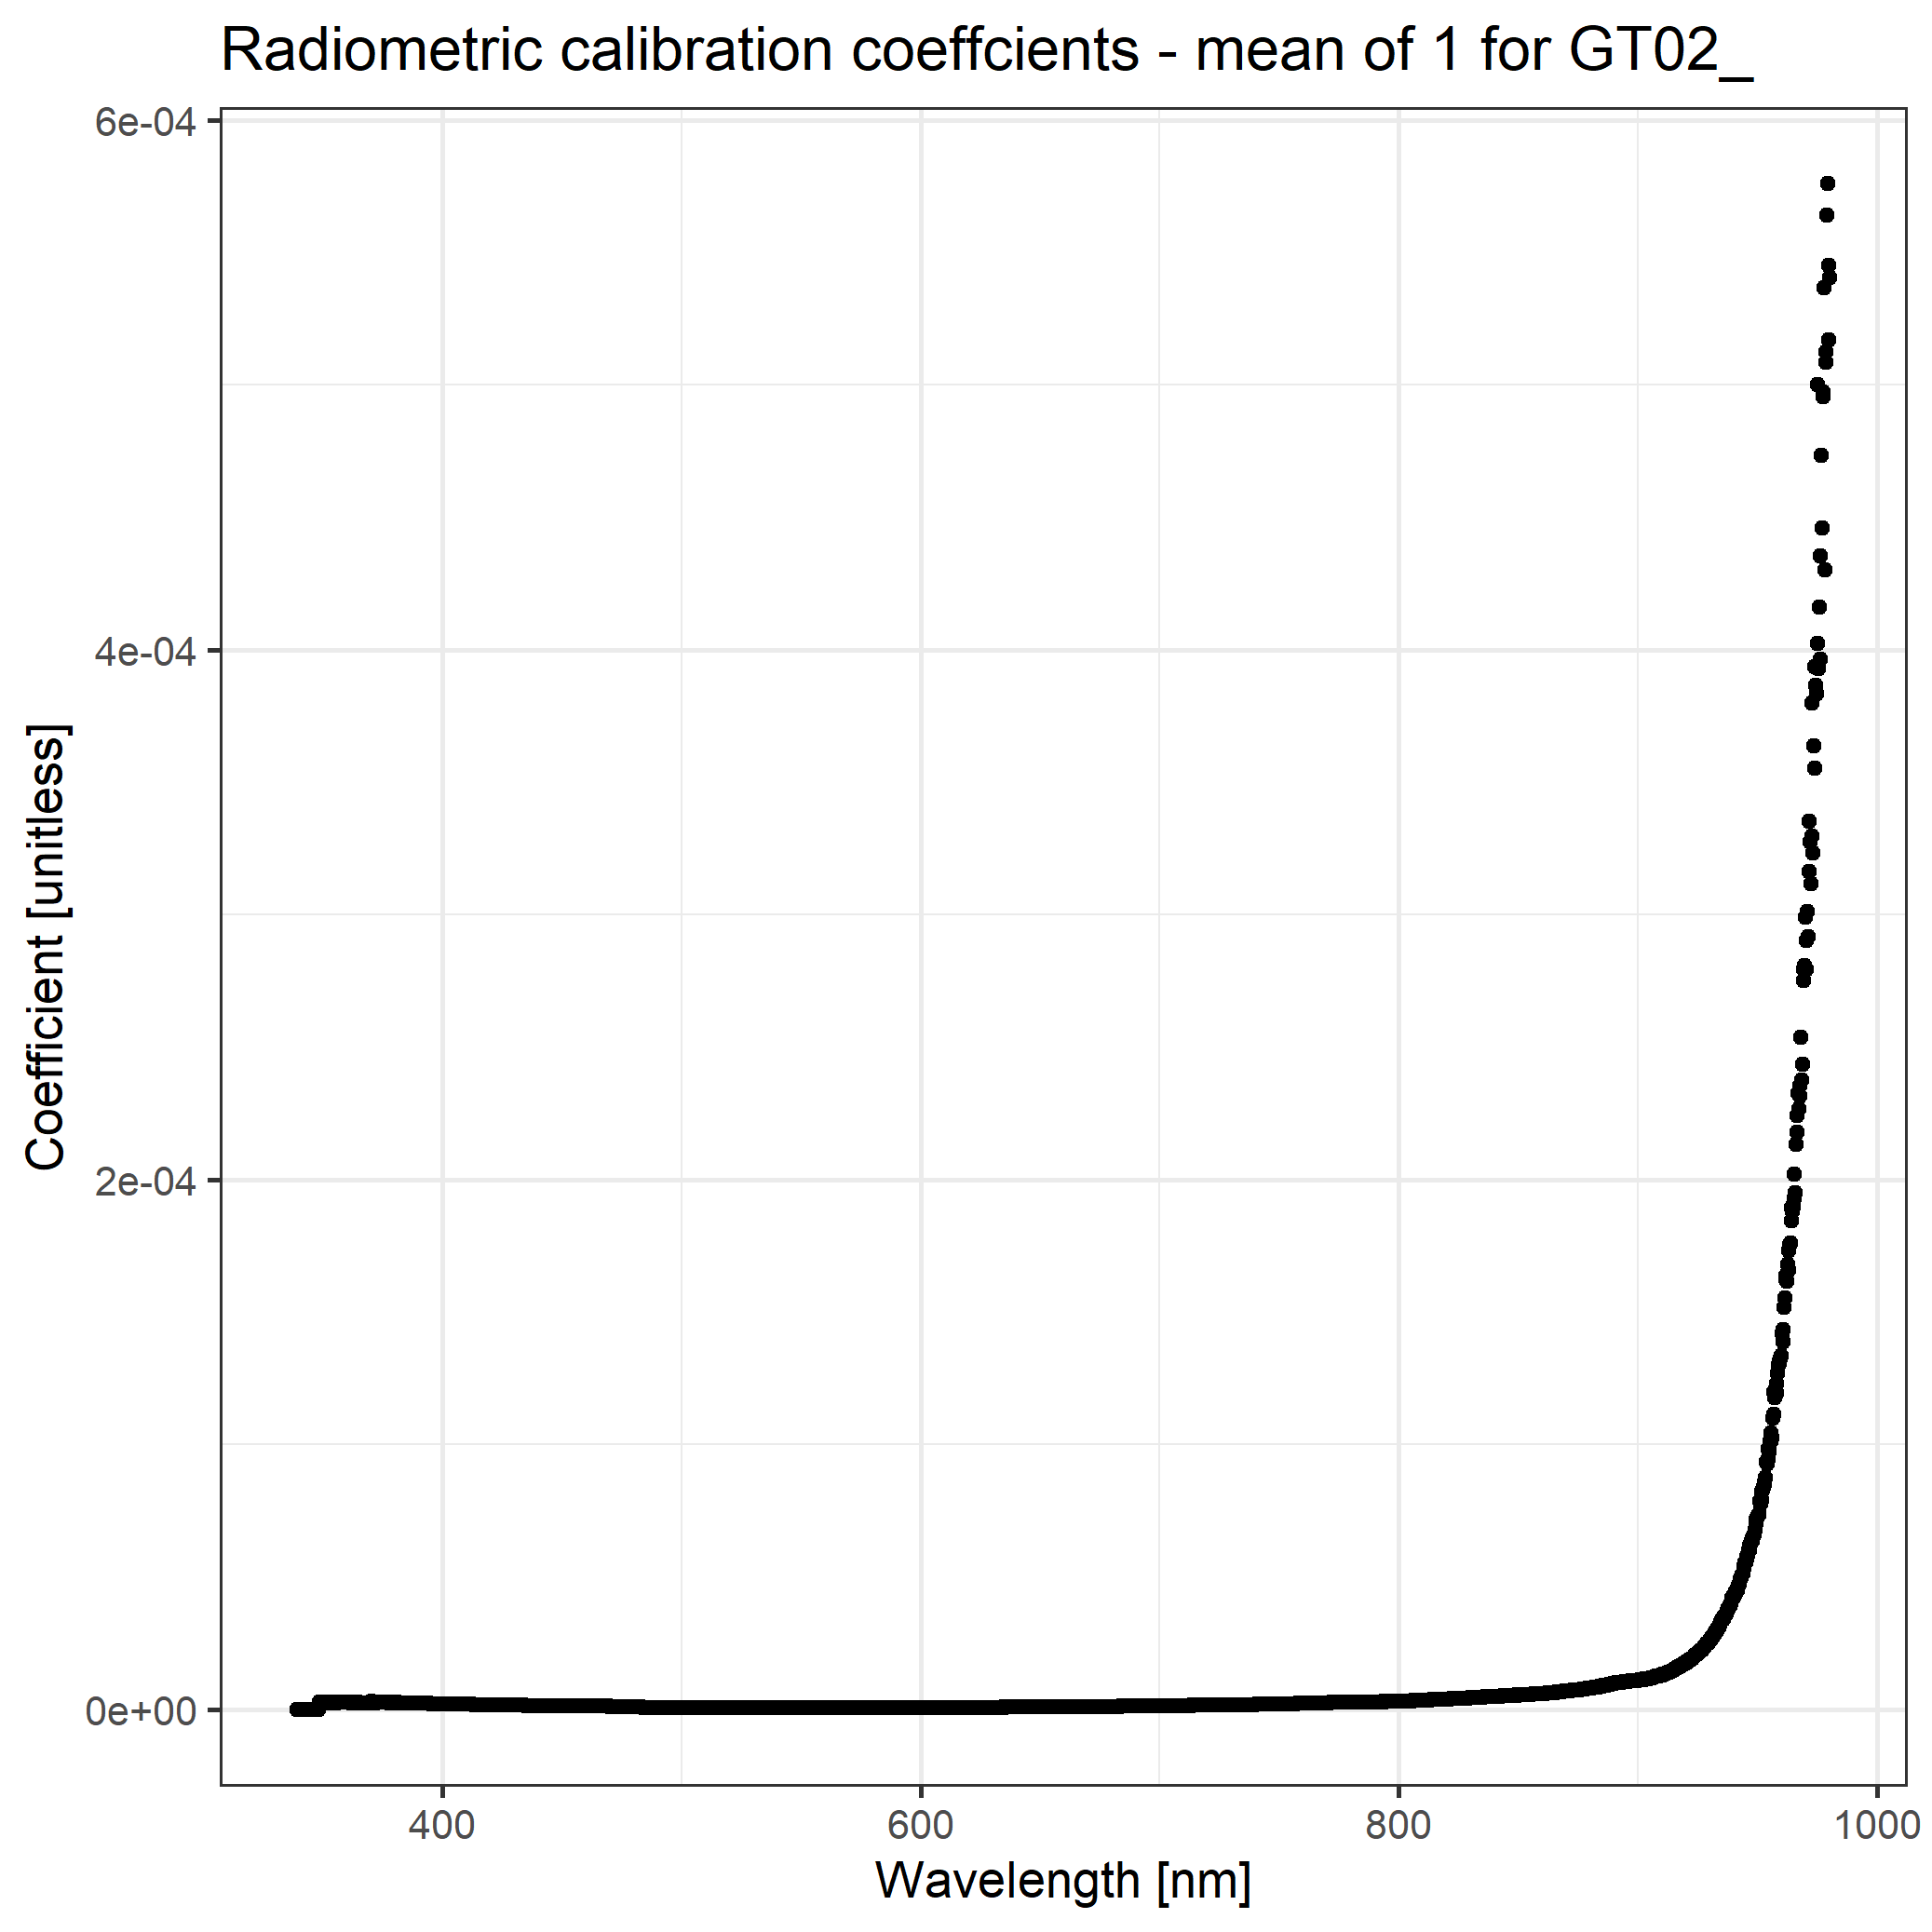 Radiometric calibration coeffcients - mean of 1 for GT02_
6e-04
4e-04
2e-04
0e+00
Coefficient [unitless]
400 600 800 1000
Wavelength [nm]